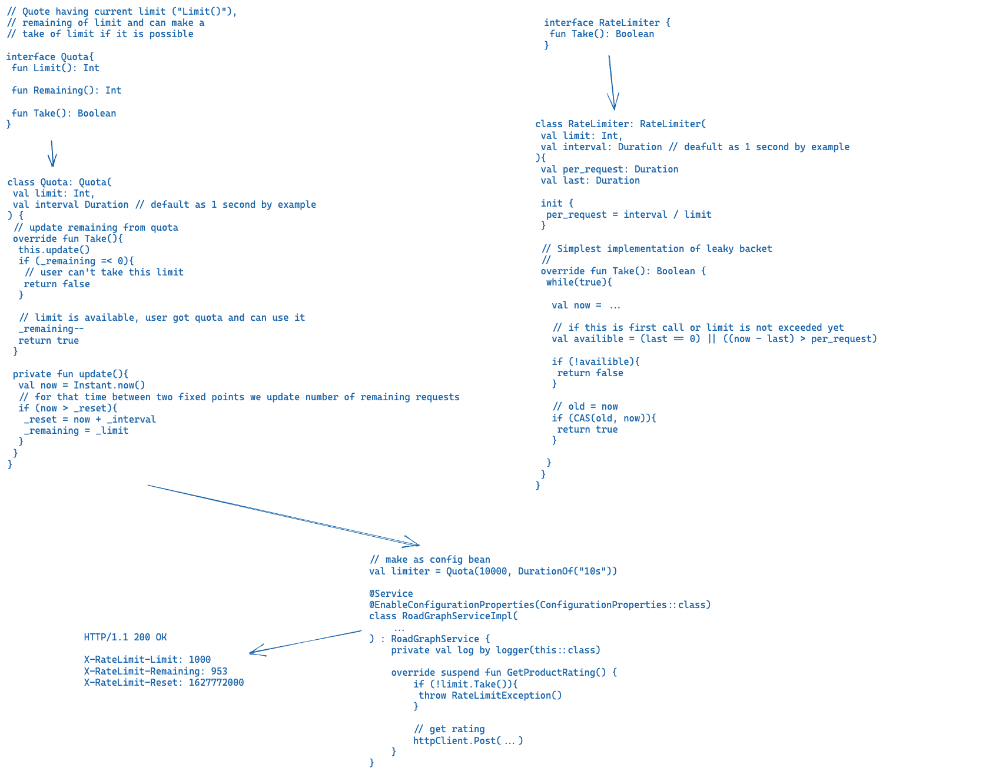 // Quote having current limit ("Limit()"),
// remaining of limit and can make a
// take of limit if it is possible
interface Quota{
fun Limit(): Int
fun Remaining(): Int
fun Take(): Boolean
}
class Quota: Quota(
val limit: Int,
val interval Duration // default as 1 second by example
) {
// update remaining from quota
override fun Take(){
this.update()
if (_remaining =< 0){
// user can't take this limit
return false
}
// limit is available, user got quota and can use it
_remaining--
return true
}
private fun update(){
val now = Instant.now()
// for that time between two fixed points we update number of remaining requests
if (now > _reset){
_reset = now + _interval
_remaining = _limit
}
}
}
interface RateLimiter {
fun Take(): Boolean
}
class RateLimiter: RateLimiter(
val limit: Int,
val interval: Duration // deafult as 1 second by example
){
val per_request: Duration
val last: Duration
init {
per_request = interval / limit
}
// Simplest implementation of leaky backet
//
override fun Take(): Boolean {
while(true){
val now = ...
// if this is first call or limit is not exceeded yet
val availible = (last == 0) || ((now - last) > per_request)
if (!availible){
return false
}
// old = now
if (CAS(old, now)){
return true
}
}
}
}
// make as config bean
val limiter = Quota(10000, DurationOf("10s"))
@Service
@EnableConfigurationProperties(ConfigurationProperties::class)
class RoadGraphServiceImpl(
...
) : RoadGraphService {
private val log by logger(this::class)
override suspend fun GetProductRating() {
if (!limit.Take()){
throw RateLimitException()
}
// get rating
httpClient.Post(...)
}
}
HTTP/1.1 200 OK
X-RateLimit-Limit: 1000
X-RateLimit-Remaining: 953
X-RateLimit-Reset: 1627772000